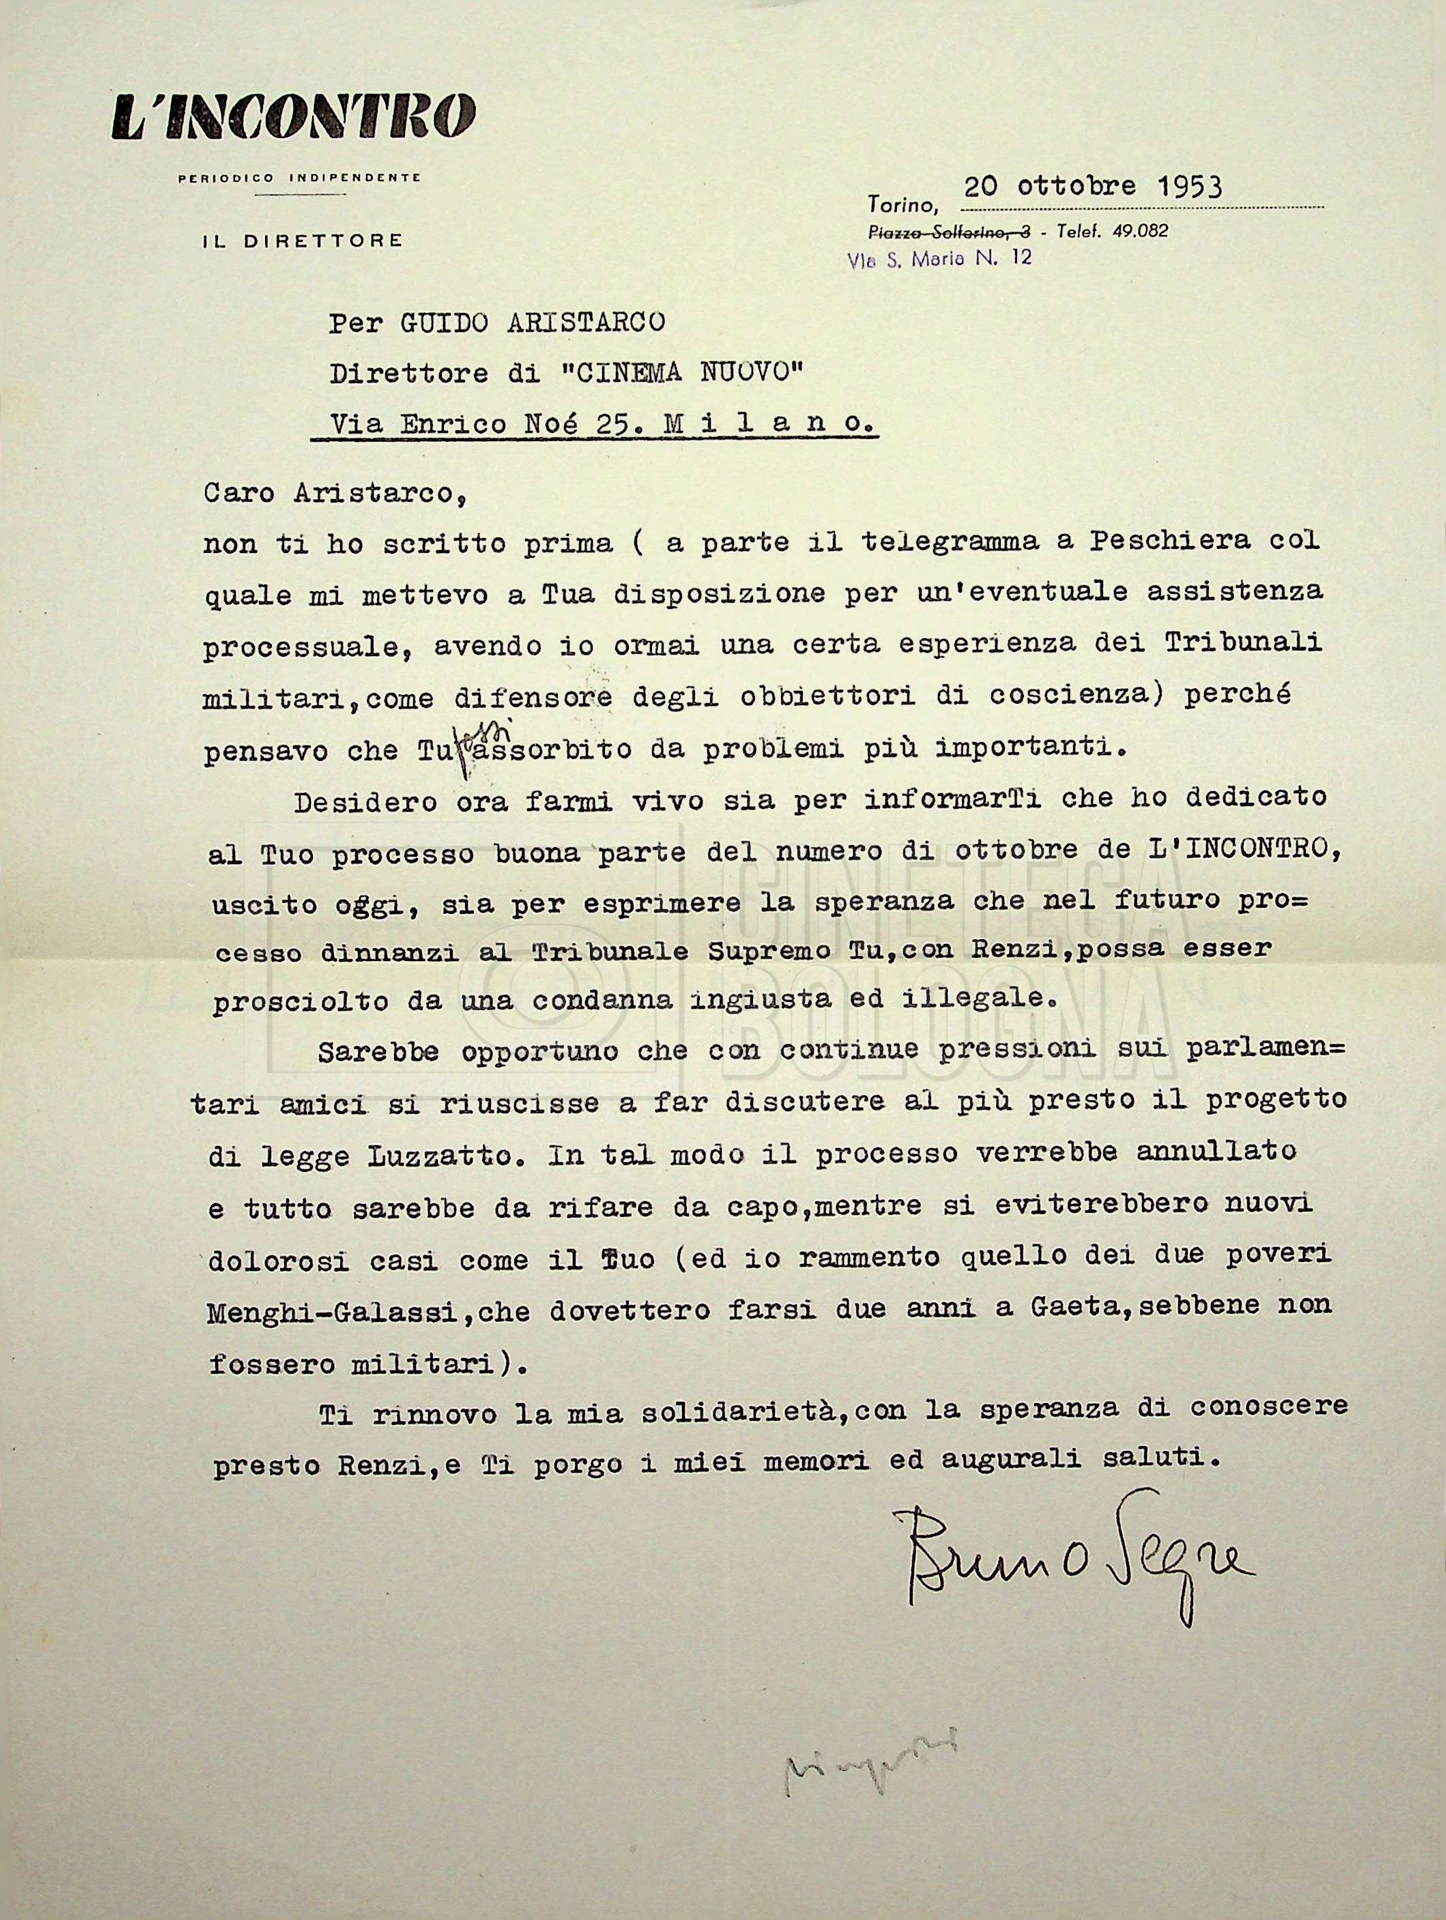 L'INCONTRO
PERIODICO INDIPENDENTE
IL DIRETTORE
Torino, 20 ottobre 1953
Piazza Solferino, 3 - Telef. 49.082
Via S. Maria N. 12
Per GUIDO ARISTARCO
Direttore di "CINEMA NUOVO"
Via Enrico Noé 25. M i l a n o.
Caro Aristarco,
non ti ho scritto prima ( a parte il telegramma a Peschiera col
quale mi mettevo a Tua disposizione per un'eventuale assistenza
processuale, avendo io ormai una certa esperienza dei Tribunali
militari,come difensore degli obbiettori di coscienza) perché
pensavo che Tu fossi assorbito da problemi più importanti.
Desidero ora farmi vivo sia per informarTi che ho dedicato
al Tuo processo buona parte del numero di ottobre de L'INCONTRO,
uscito oggi, sia per esprimere la speranza che nel futuro pro=
cesso dinnanzi al Tribunale Supremo Tu,con Renzi,possa esser
prosciolto da una condanna ingiusta ed illegale.
Sarebbe opportuno che con continue pressioni sui parlamen=
tari amici si riuscisse a far discutere al più presto il progetto
di legge Luzzatto. In tal modo il processo verrebbe annullato
e tutto sarebbe da rifare da capo,mentre si eviterebbero nuovi
dolorosi casi come il Tuo (ed io rammento quello dei due poveri
Menghi-Galassi,che dovettero farsi due anni a Gaeta,sebbene non
fossero militari).
Ti rinnovo la mia solidarietà,con la speranza di conoscere
presto Renzi,e Ti porgo i miei memori ed augurali saluti.
Bruno Segre
CINETECA
BOLOGNA